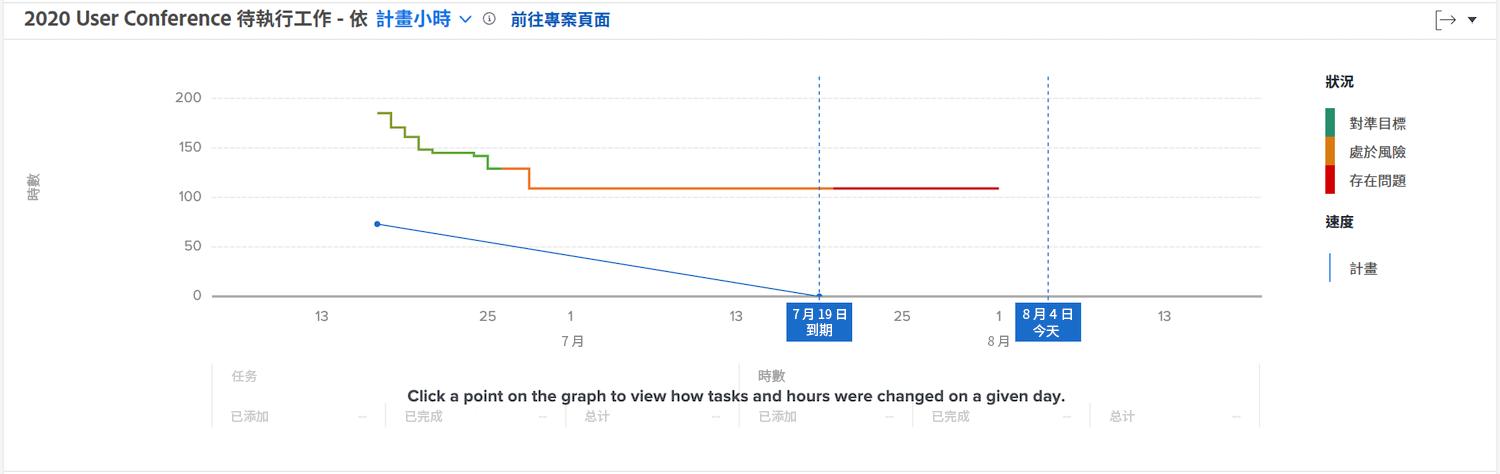 2020 User Conference 待執行工作 - 依 計畫小時 前往專案頁面
狀況
對準目標
處於風險
存在問題
速度
計畫
時數
200
150
100
50
0
13 25 1 13 25 1 13
7 月 8 月
7 月 19 日
到期
8 月 4 日
今天
任务 時數
Click a point on the graph to view how tasks and hours were changed on a given day.
已添加 -- 已完成 -- 总计 -- 已添加 -- 已完成 -- 总计 --